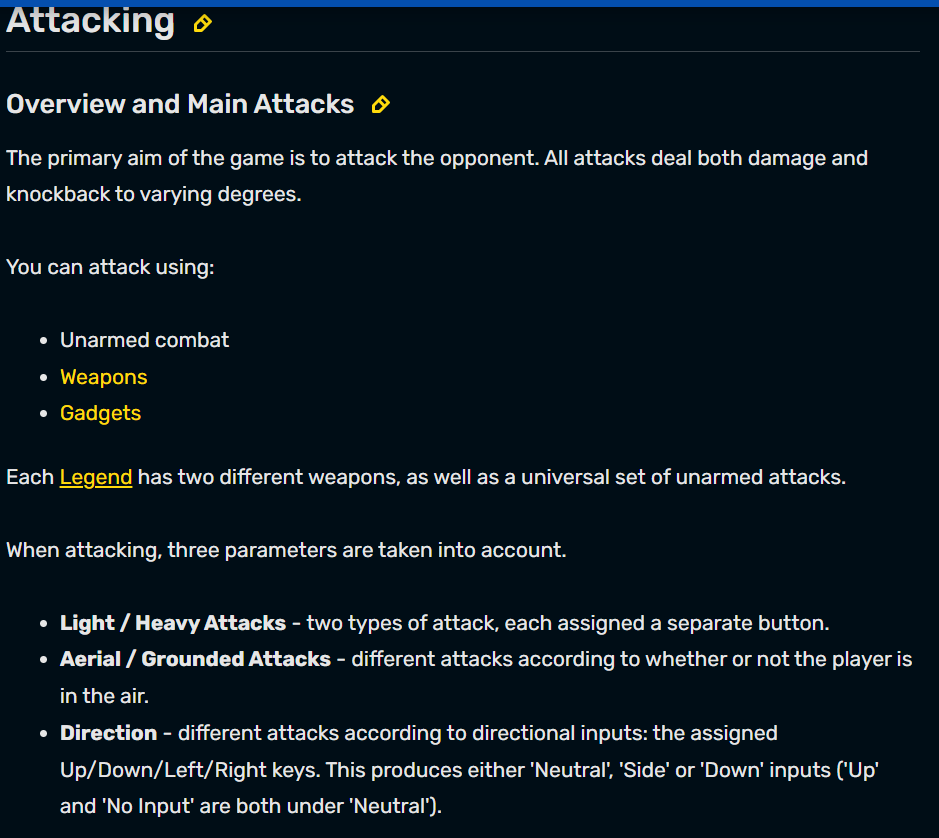 Attacking
Overview and Main Attacks
The primary aim of the game is to attack the opponent. All attacks deal both damage and
knockback to varying degrees.
You can attack using:
• Unarmed combat
• Weapons
• Gadgets
Each Legend has two different weapons, as well as a universal set of unarmed attacks.
When attacking, three parameters are taken into account.
• Light / Heavy Attacks - two types of attack, each assigned a separate button.
• Aerial / Grounded Attacks - different attacks according to whether or not the player is
in the air.
• Direction - different attacks according to directional inputs: the assigned
Up/Down/Left/Right keys. This produces either 'Neutral', 'Side' or 'Down' inputs ('Up'
and 'No Input' are both under 'Neutral').